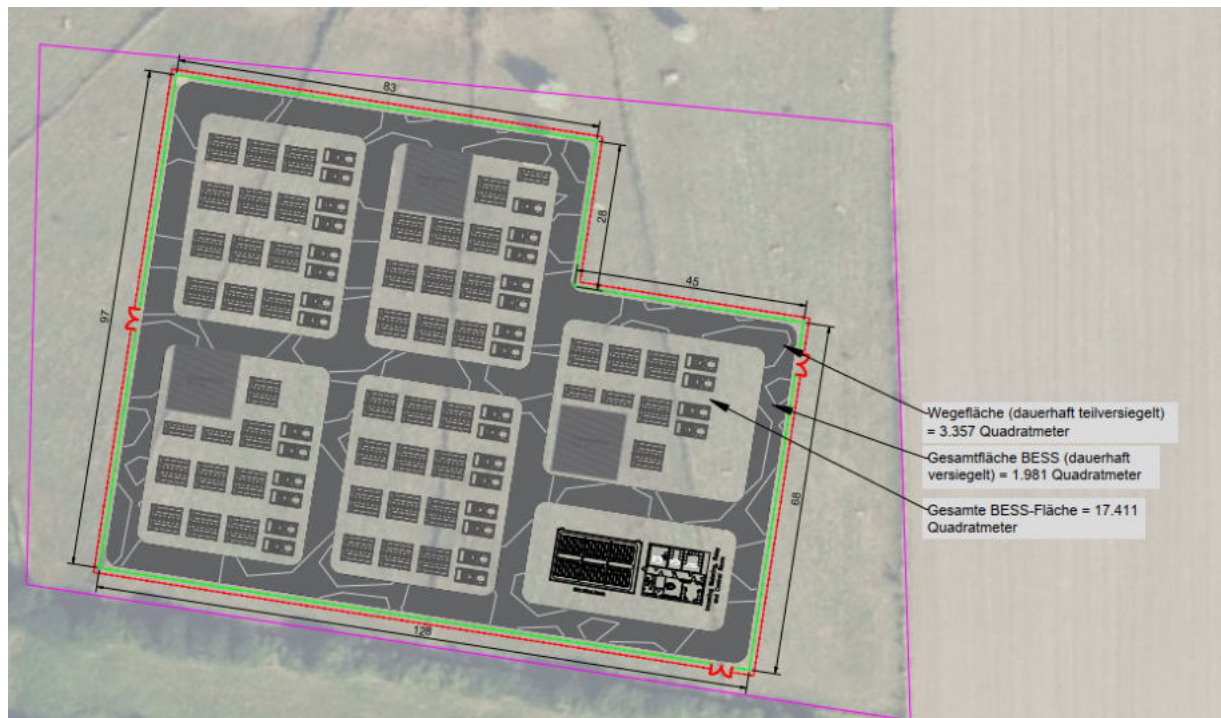 83
28
45
97
Wegefläche (dauerhaft teilversiegelt)
= 3.357 Quadratmeter
Gesamtfläche BESS (dauerhaft
versiegelt) = 1.981 Quadratmeter
68
Gesamte BESS-Fläche = 17.411
Quadratmeter
128